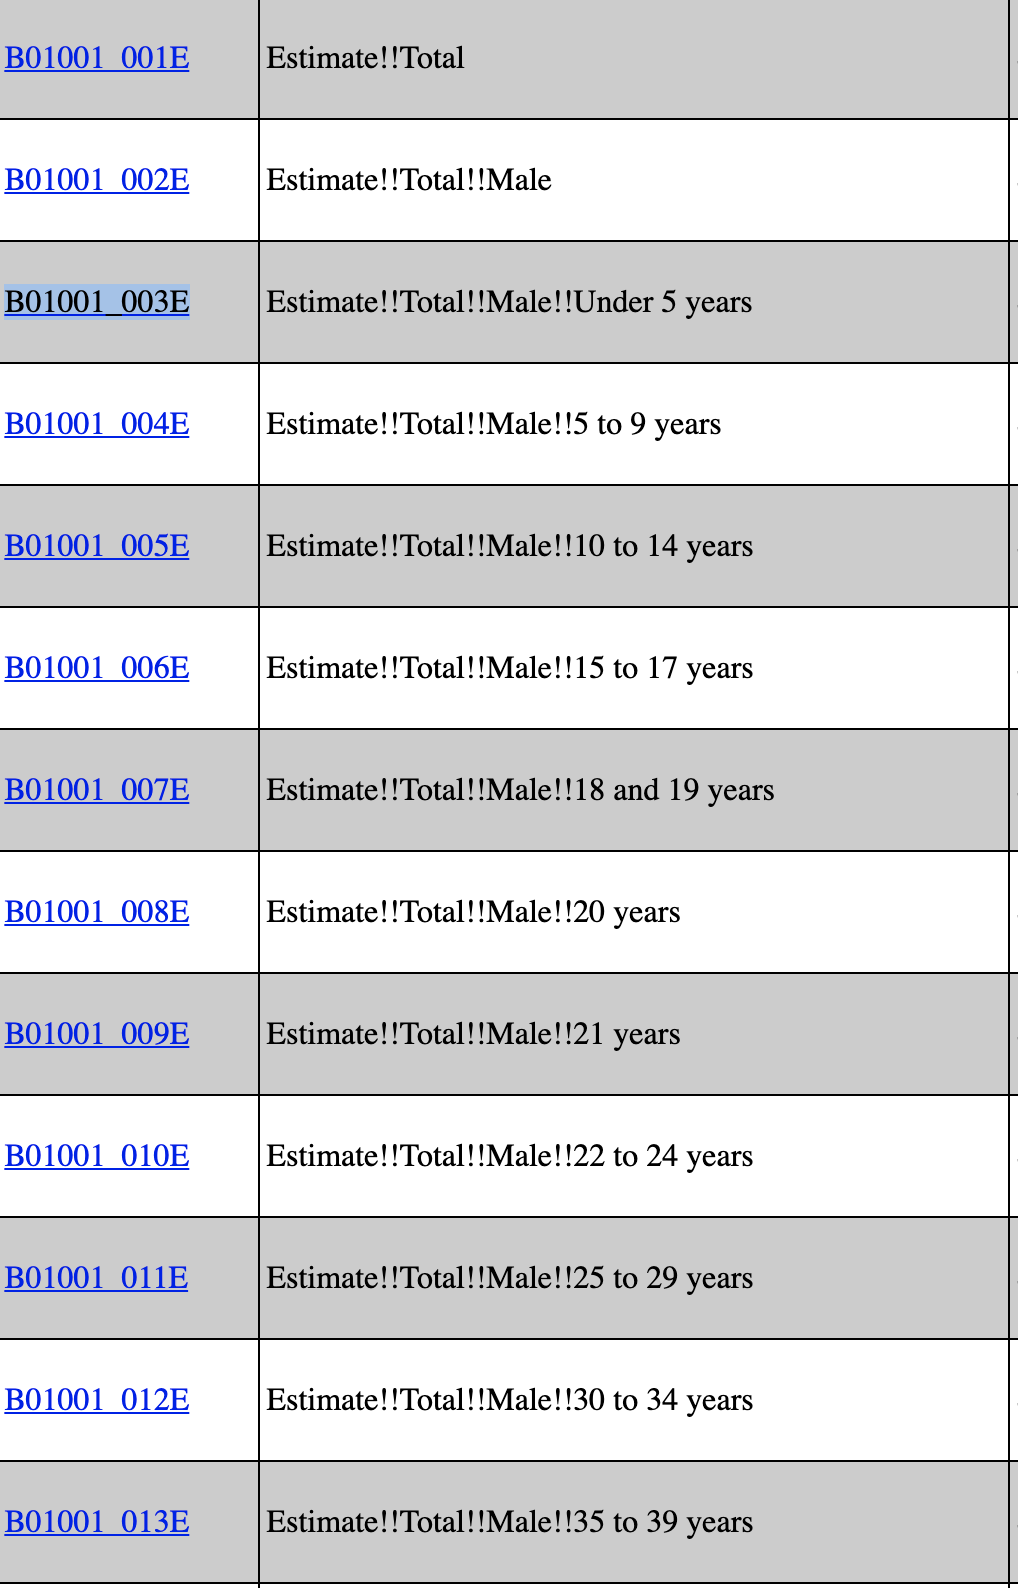 B01001_001E Estimate!!Total
B01001_002E Estimate!!Total!!Male
B01001_003E Estimate!!Total!!Male!!Under 5 years
B01001_004E Estimate!!Total!!Male!!5 to 9 years
B01001_005E Estimate!!Total!!Male!!10 to 14 years
B01001_006E Estimate!!Total!!Male!!15 to 17 years
B01001_007E Estimate!!Total!!Male!!18 and 19 years
B01001_008E Estimate!!Total!!Male!!20 years
B01001_009E Estimate!!Total!!Male!!21 years
B01001_010E Estimate!!Total!!Male!!22 to 24 years
B01001_011E Estimate!!Total!!Male!!25 to 29 years
B01001_012E Estimate!!Total!!Male!!30 to 34 years
B01001_013E Estimate!!Total!!Male!!35 to 39 years